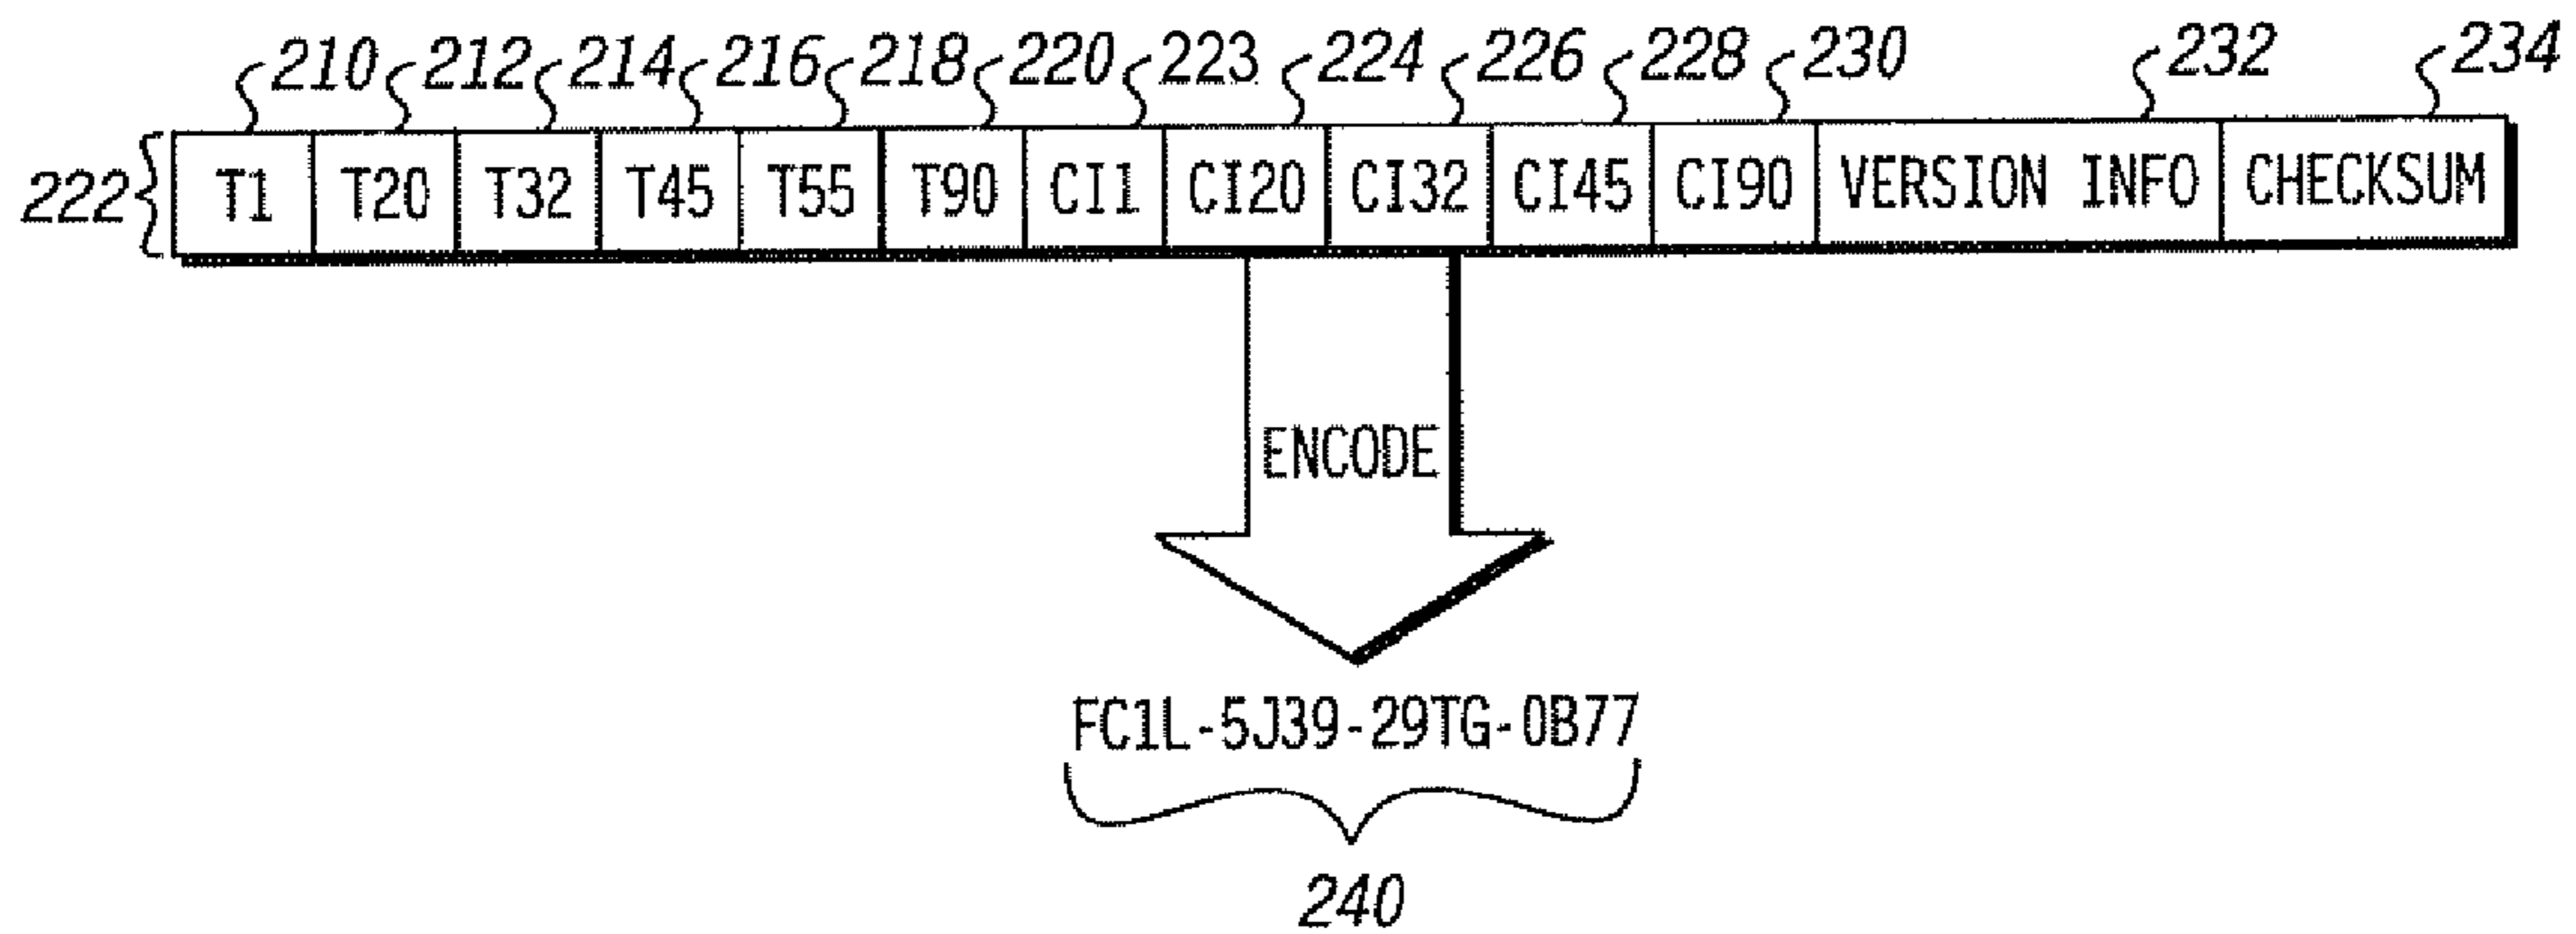 210 212 214 216 218 220 223 224 226 228 230 232 234
222 T1 T20 T32 T45 T55 T90 CI1 CI20 CI32 CI45 CI90 VERSION INFO CHECKSUM
ENCODE
FC1L-5J39-29TG-0B77
240